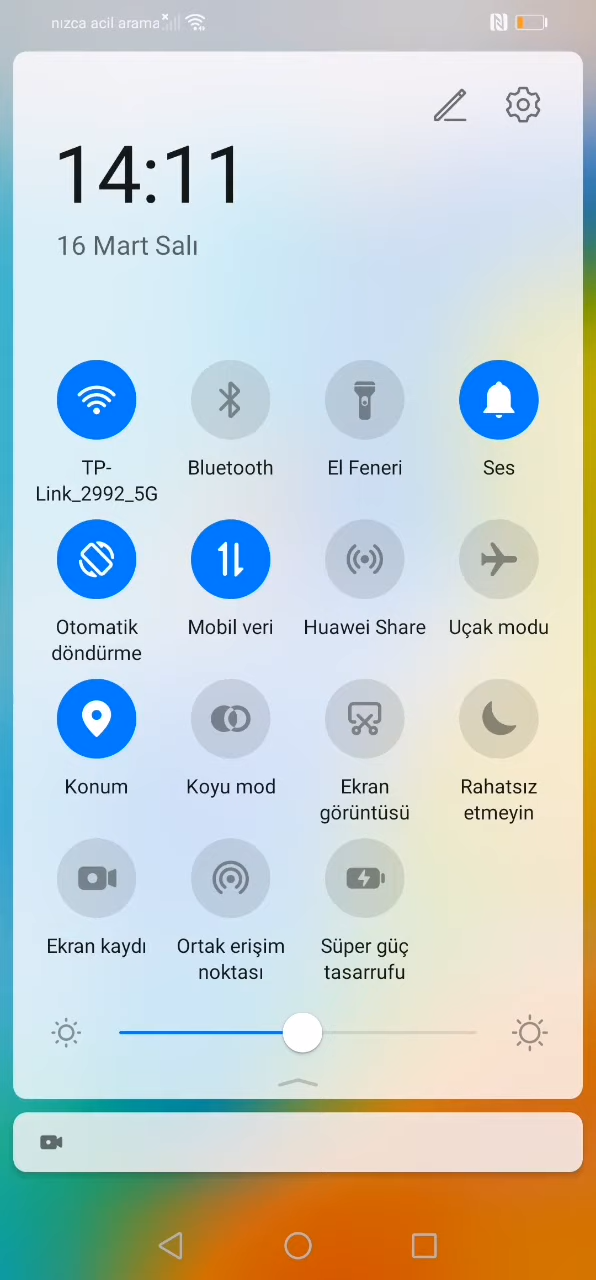 nızca acil arama
14:11
16 Mart Salı
TP-
Link_2992_5G
Bluetooth
El Feneri
Ses
Otomatik
döndürme
Mobil veri
Huawei Share
Uçak modu
Konum
Koyu mod
Ekran
görüntüsü
Rahatsız
etmeyin
Ekran kaydı
Ortak erişim
noktası
Süper güç
tasarrufu